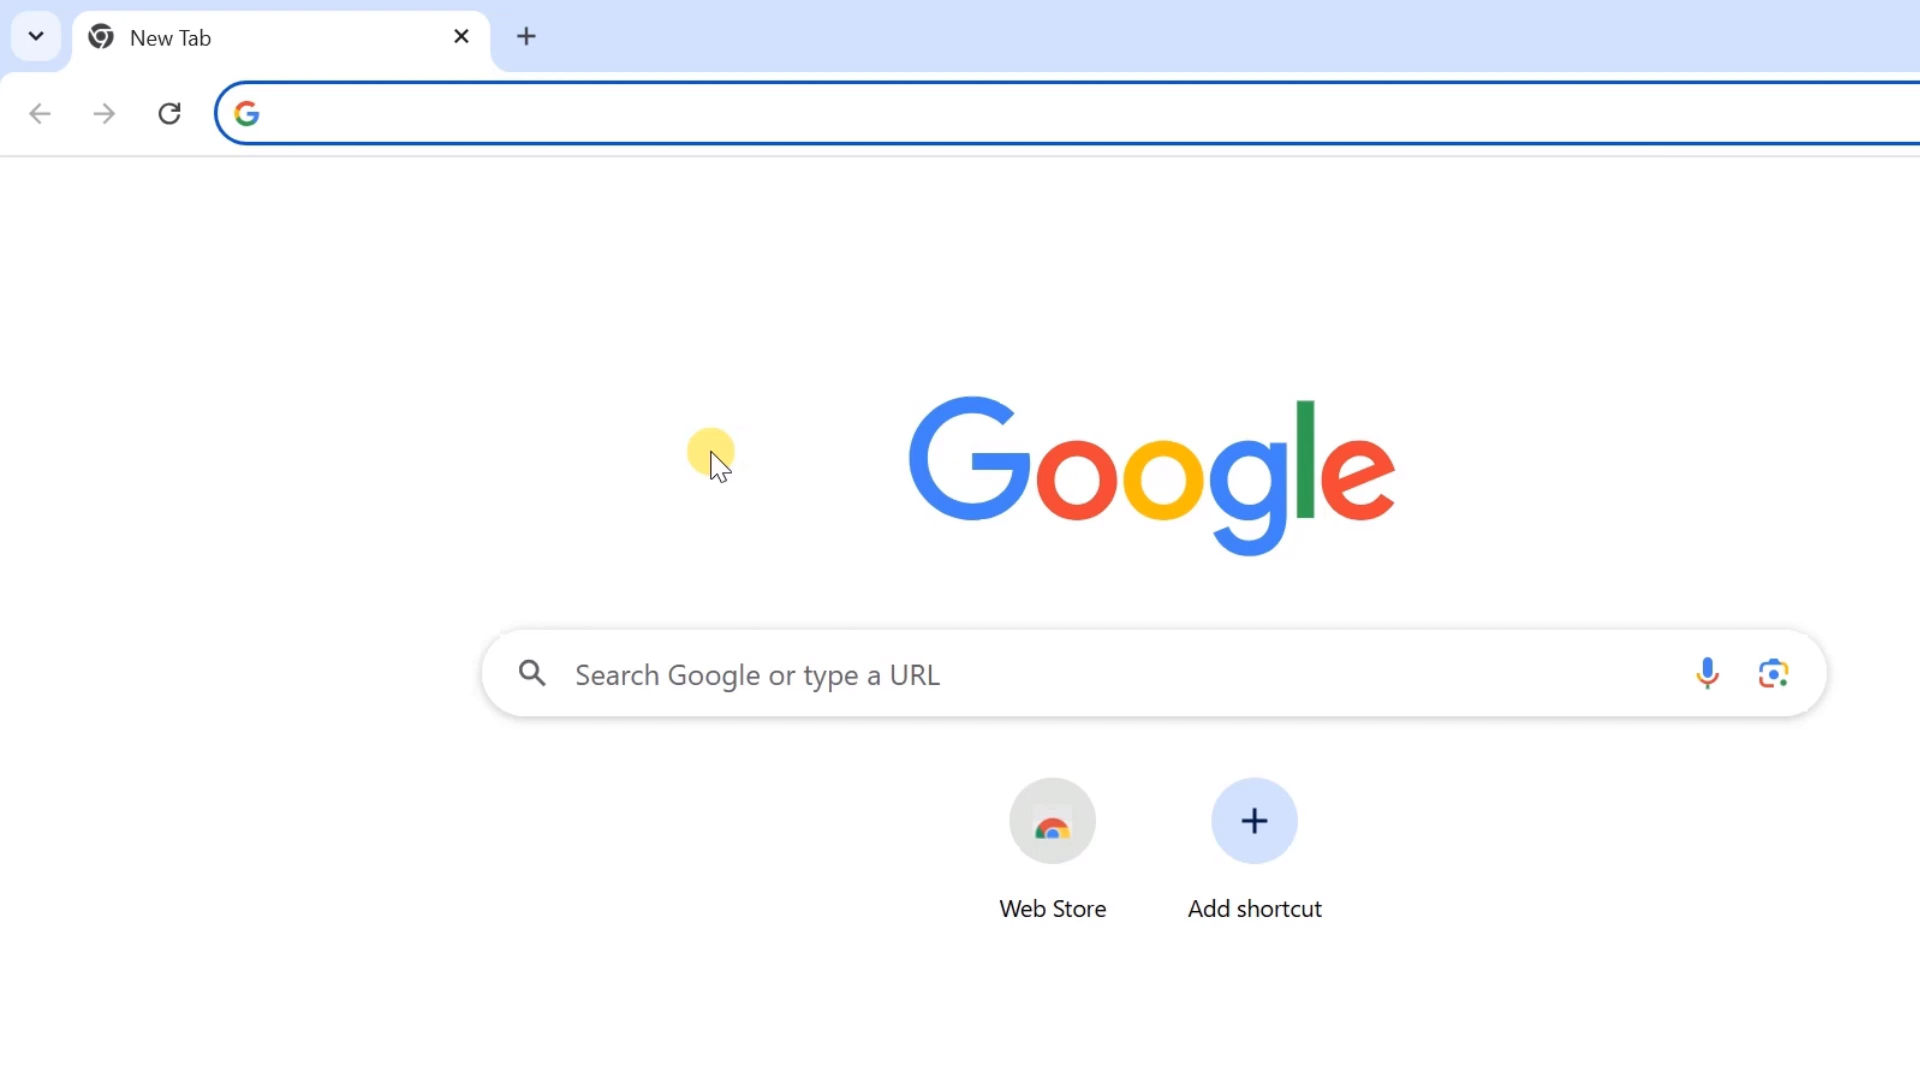 New Tab
Google
Search Google or type a URL
Web Store
Add shortcut